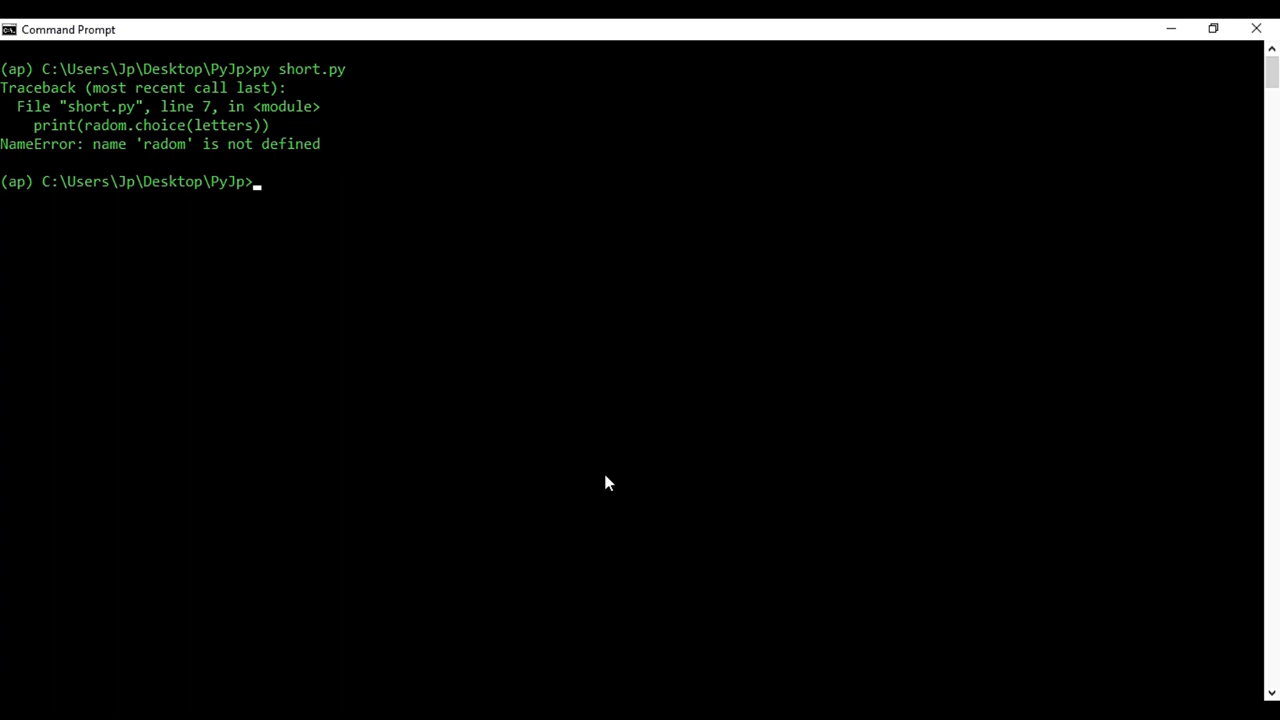 Command Prompt
(ap) C:\Users\Jp\Desktop\PyJp>py short.py
Traceback (most recent call last):
  File "short.py", line 7, in <module>
    print(radom.choice(letters))
NameError: name 'radom' is not defined
(ap) C:\Users\Jp\Desktop\PyJp>